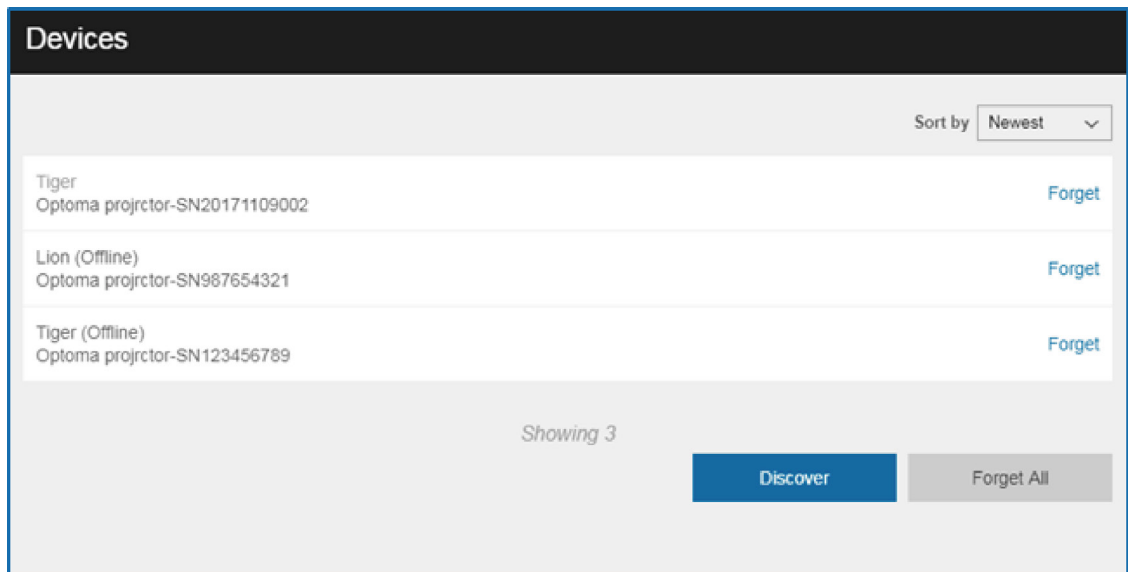 Devices
Sort by Newest
Tiger
Optoma projrctor-SN20171109002
Forget
Lion (Offline)
Optoma projrctor-SN987654321
Forget
Tiger (Offline)
Optoma projrctor-SN123456789
Forget
Showing 3
Discover Forget All